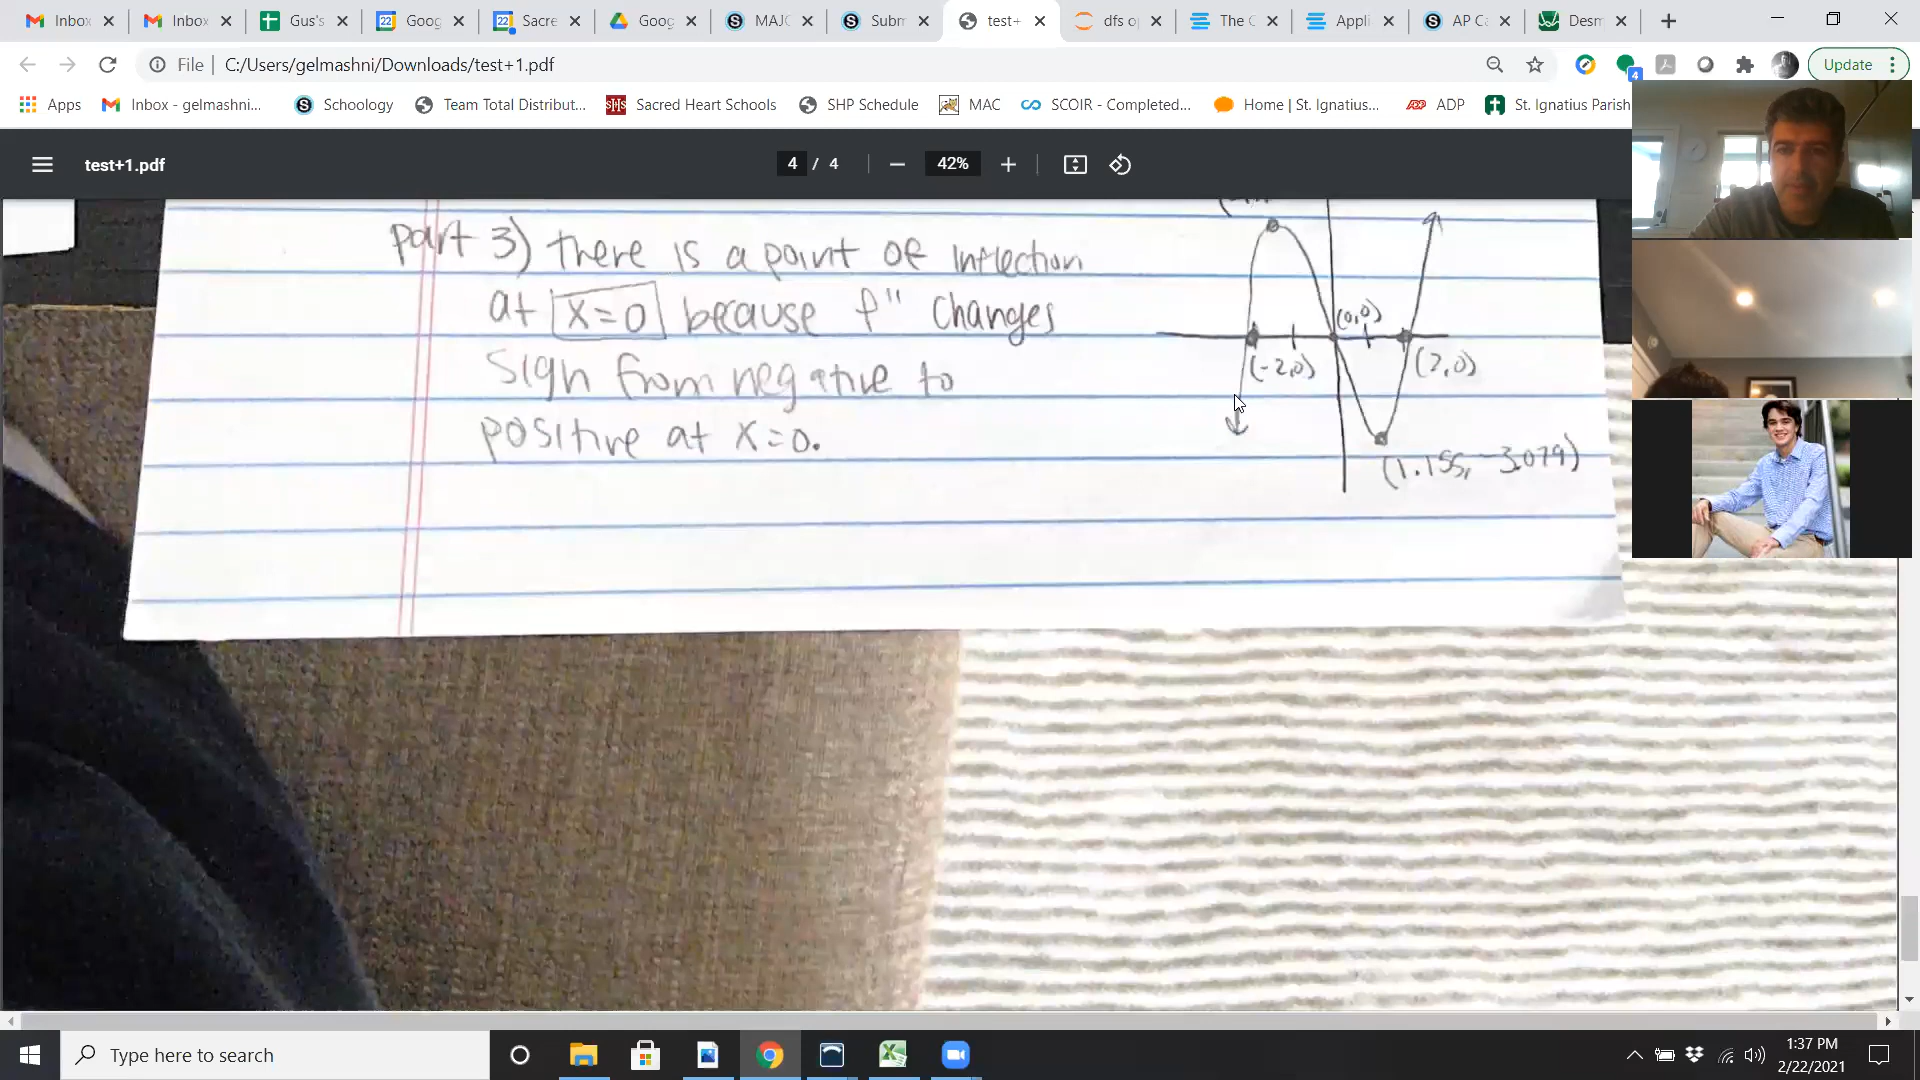 Inbox
Inbox
Gus's
Goog
Sacre
Goog
MAJO
Subm
test+
dfs o
The C
Appli
AP Ca
Desm
File | C:/Users/gelmashni/Downloads/test+1.pdf
4
Update
Apps
Inbox - gelmashni/...
Schoology
Team Total Distribut...
Sacred Heart Schools
SHP Schedule
MAC
SCOIR - Completed...
Home | St. Ignatius...
ADP
St. Ignatius Parish
test+1.pdf
4 / 4
42%
part 3) there is a point of inflection
at x=0 because f" changes
sign from negative to
positive at x=0.
(0,0)
(-2,0)
(2,0)
(1.155, -3.079)
Type here to search
1:37 PM
2/22/2021